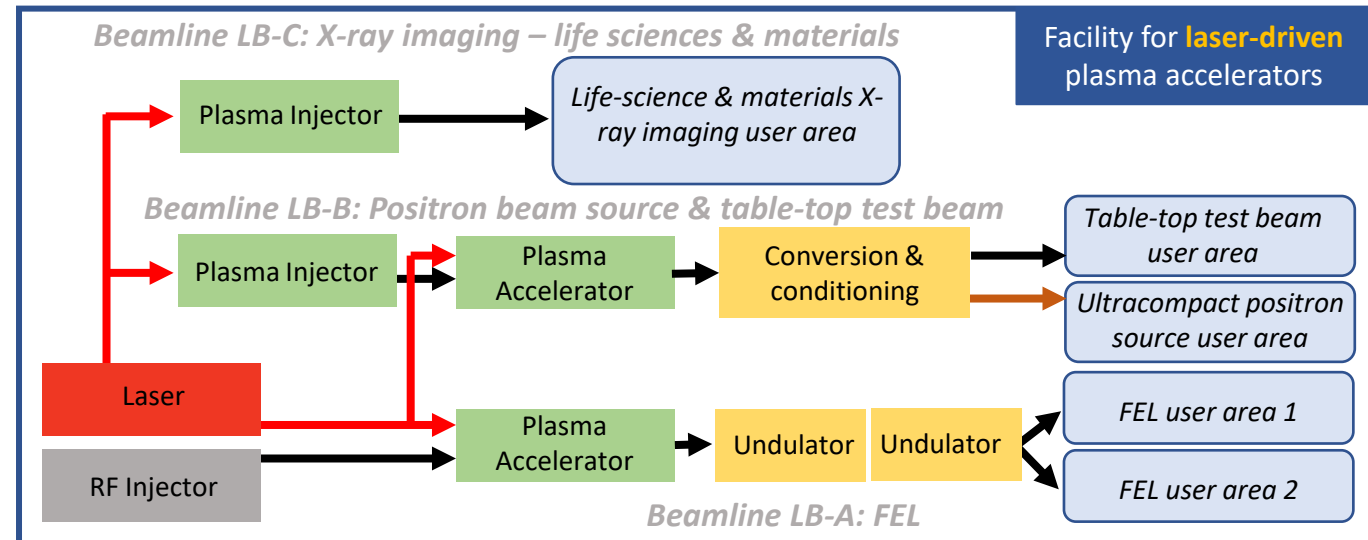 Beamline LB-C: X-ray imaging – life sciences & materials
Facility for laser-driven
plasma accelerators
Plasma Injector
Life-science & materials X-
ray imaging user area
Beamline LB-B: Positron beam source & table-top test beam
Plasma Injector
Plasma
Accelerator
Conversion &
conditioning
Table-top test beam
user area
Ultracompact positron
source user area
Laser
RF Injector
Plasma
Accelerator
Undulator
Undulator
FEL user area 1
FEL user area 2
Beamline LB-A: FEL